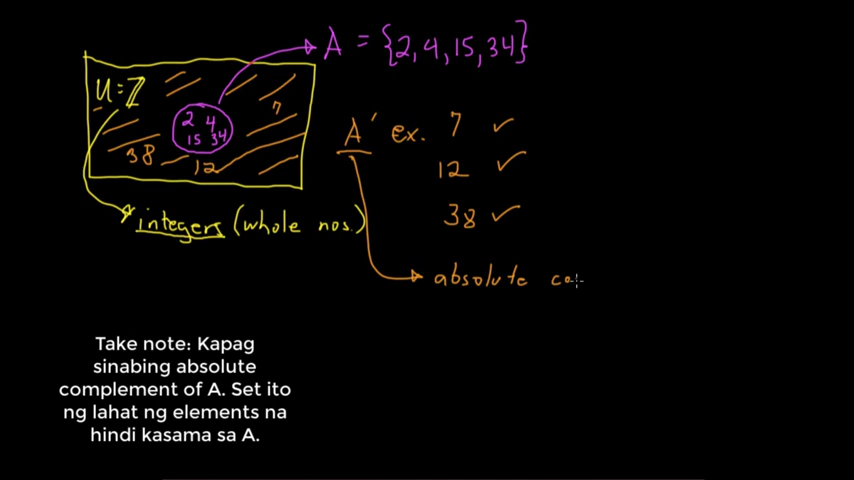 A = {2, 4, 15, 34}
U = ℤ
2 4
15 34
7
38
12
A' ex. 7 ✓
12 ✓
38 ✓
integers (whole nos.)
absolute co
Take note: Kapag
sinabing absolute
complement of A. Set ito
ng lahat ng elements na
hindi kasama sa A.